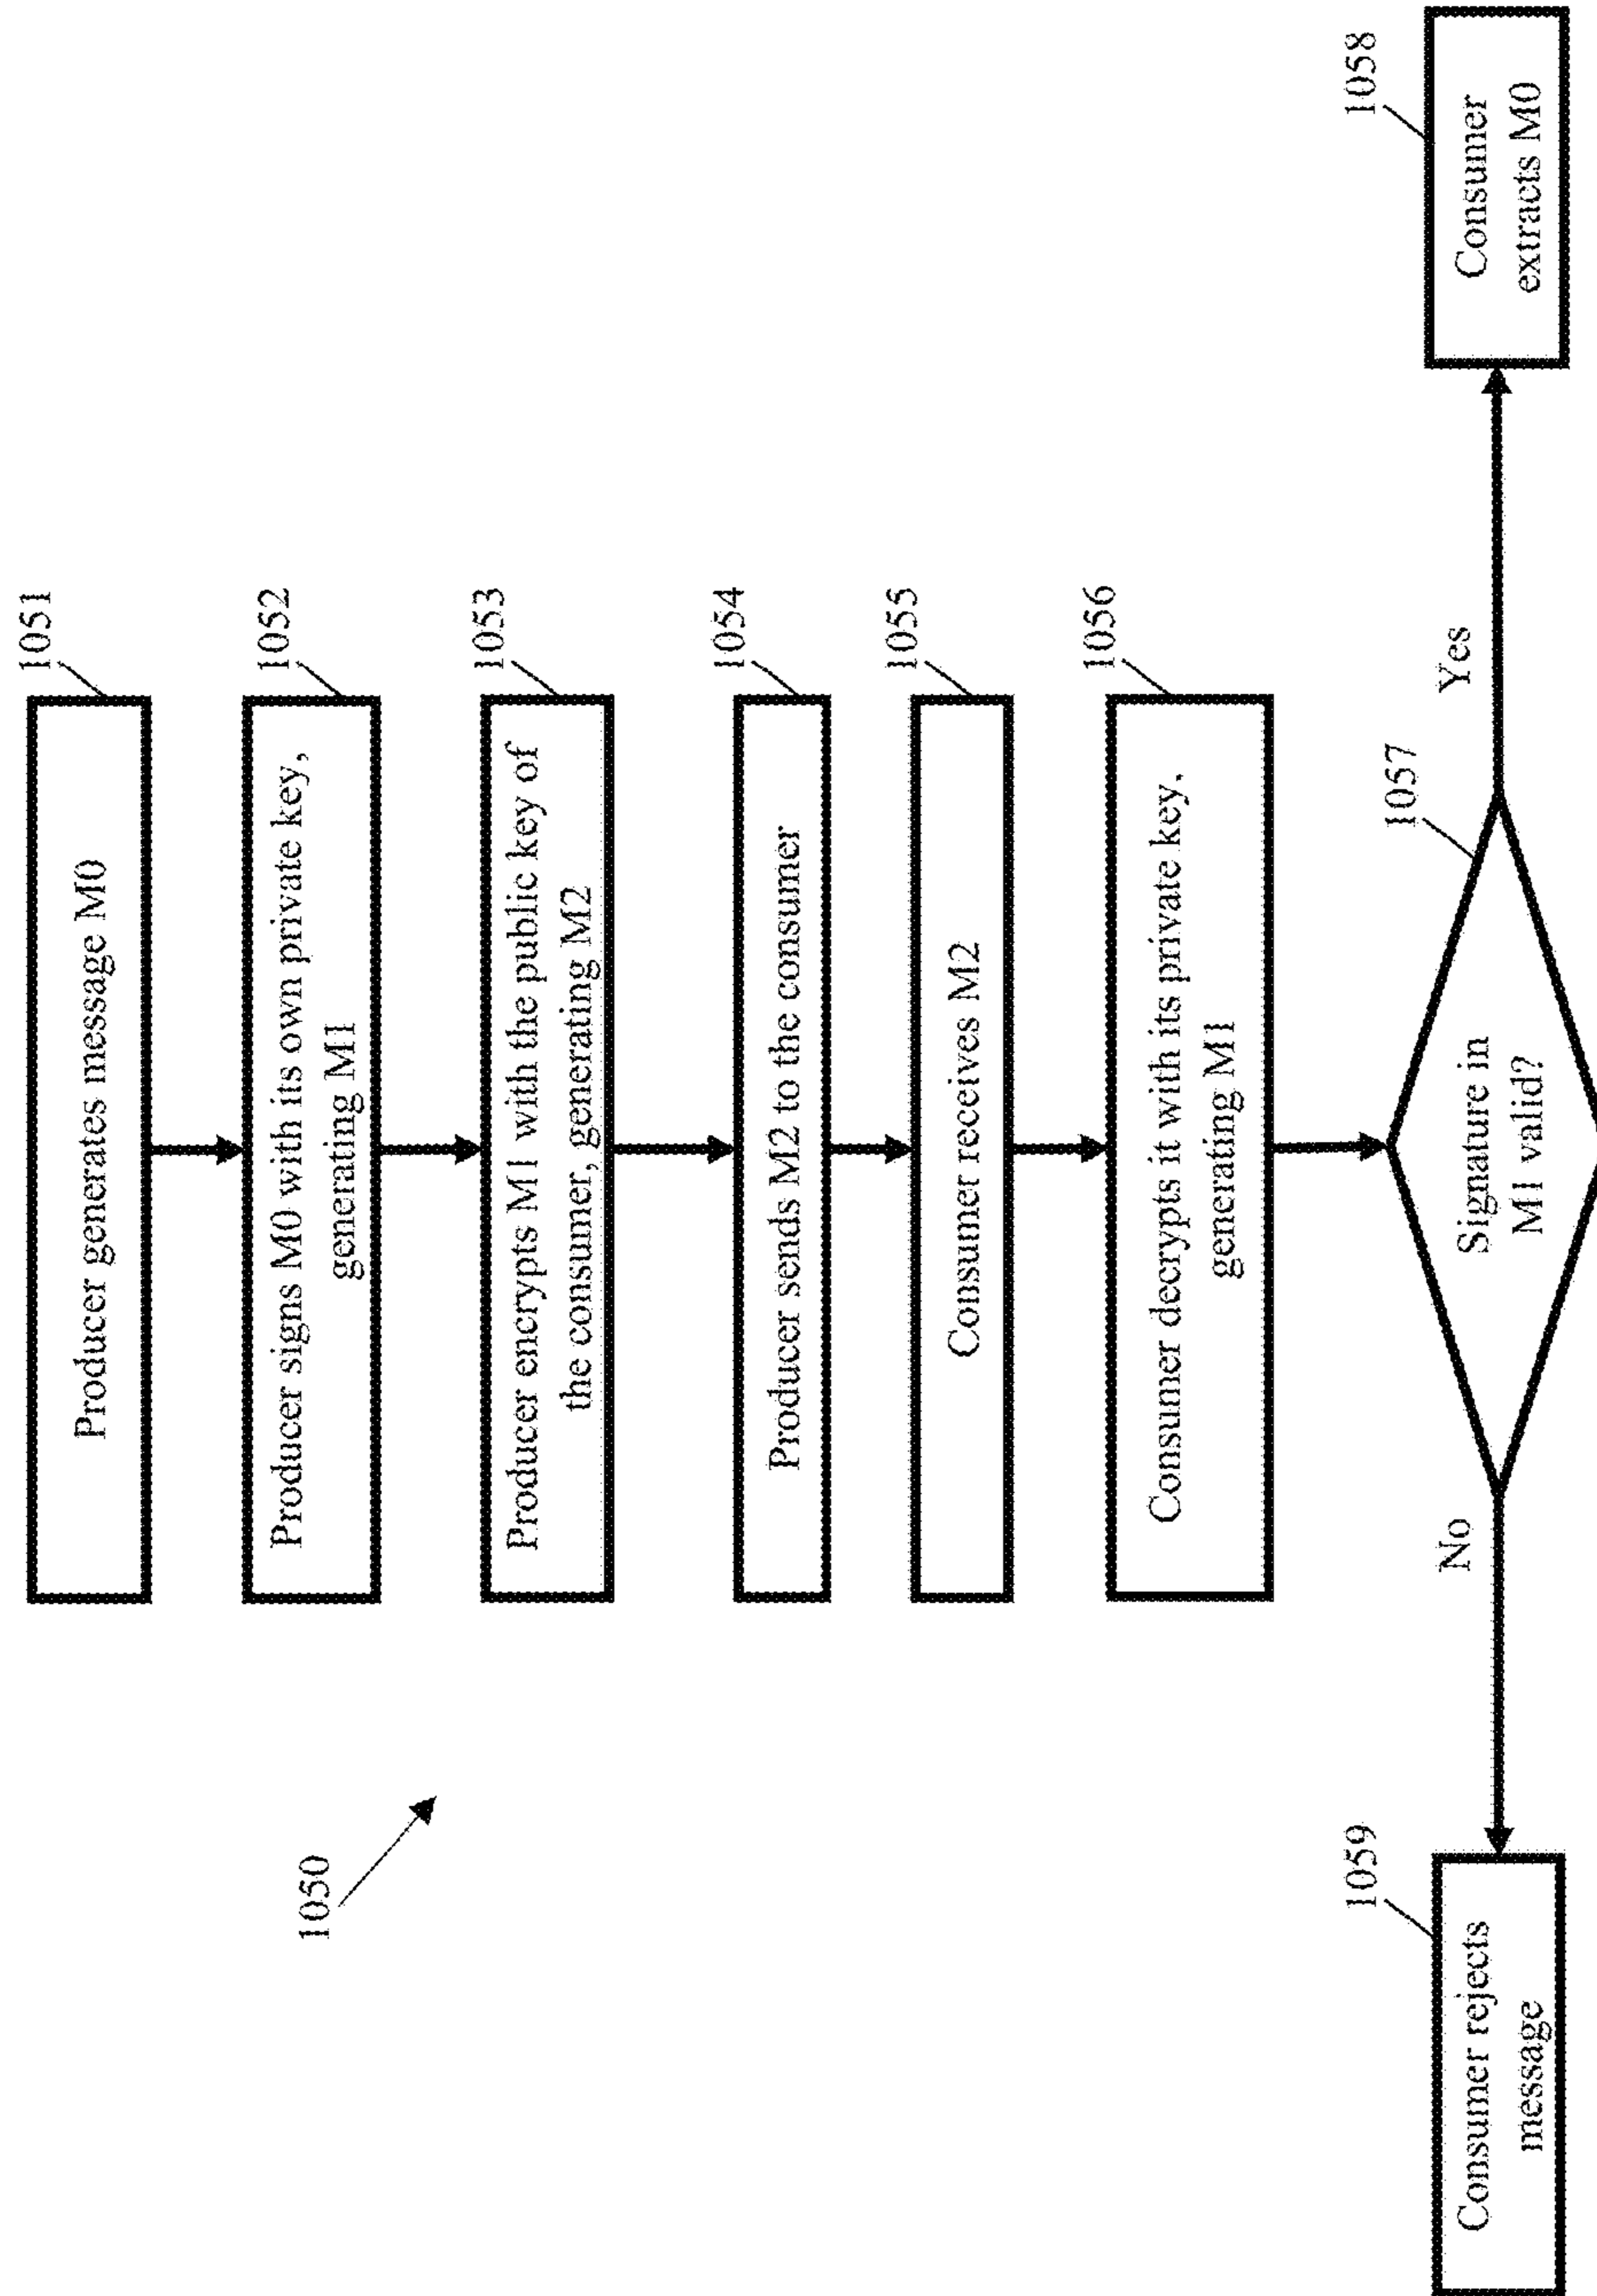 1050
1051
Producer generates message M0
1052
Producer signs M0 with its own private key,
generating M1
1053
Producer encrypts M1 with the public key of
the consumer, generating M2
1054
Producer sends M2 to the consumer
1055
Consumer receives M2
1056
Consumer decrypts it with its private key.
generating M1
1057
Signature in
M1 valid?
Yes
1058
Consumer
extracts M0
No
1059
Consumer rejects
message